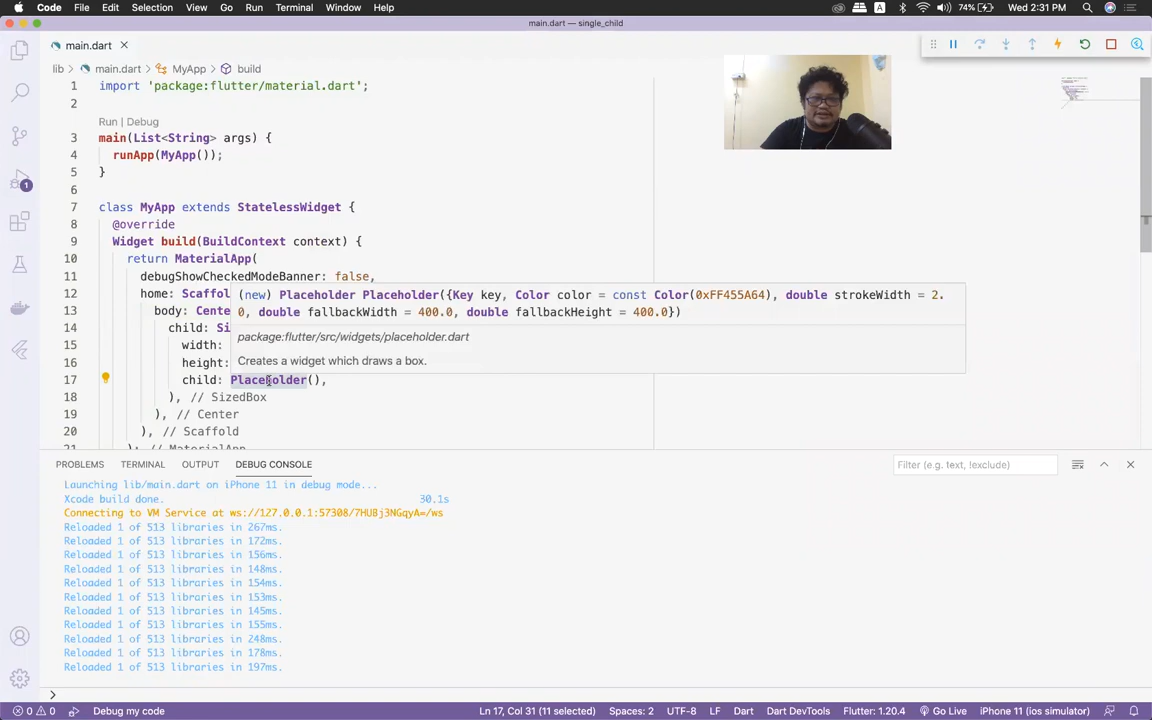 Code File Edit Selection View Go Run Terminal Window Help A 74% Wed 2:31 PM
main.dart — single_child
main.dart
lib > main.dart > MyApp > build
1 import 'package:flutter/material.dart';
2
Run | Debug
3 main(List<String> args) {
4 runApp(MyApp());
5 }
6
7 class MyApp extends StatelessWidget {
8 @override
9 Widget build(BuildContext context) {
10 return MaterialApp(
11 debugShowCheckedModeBanner: false,
12 home: Scaffol
(new) Placeholder Placeholder({Key key, Color color = const Color(0xFF455A64), double strokeWidth = 2.
13 body: Cente
0, double fallbackWidth = 400.0, double fallbackHeight = 400.0})
14 child: Si
package:flutter/src/widgets/placeholder.dart
15 width:
16 height:
Creates a widget which draws a box.
17 child: Placeholder(),
18 ), // SizedBox
19 ), // Center
20 ), // Scaffold
21 ); // MaterialApp
1
PROBLEMS TERMINAL OUTPUT DEBUG CONSOLE Filter (e.g. text, !exclude)
Launching lib/main.dart on iPhone 11 in debug mode...
Xcode build done. 30.1s
Connecting to VM Service at ws://127.0.0.1:57308/7HUBj3NGqyA=/ws
Reloaded 1 of 513 libraries in 267ms.
Reloaded 1 of 513 libraries in 172ms.
Reloaded 1 of 513 libraries in 156ms.
Reloaded 1 of 513 libraries in 148ms.
Reloaded 1 of 513 libraries in 154ms.
Reloaded 1 of 513 libraries in 153ms.
Reloaded 1 of 513 libraries in 145ms.
Reloaded 1 of 513 libraries in 155ms.
Reloaded 1 of 513 libraries in 248ms.
Reloaded 1 of 513 libraries in 178ms.
Reloaded 1 of 513 libraries in 197ms.
>
0 0 Debug my code Ln 17, Col 31 (11 selected) Spaces: 2 UTF-8 LF Dart Dart DevTools Flutter: 1.20.4 Go Live iPhone 11 (ios simulator)